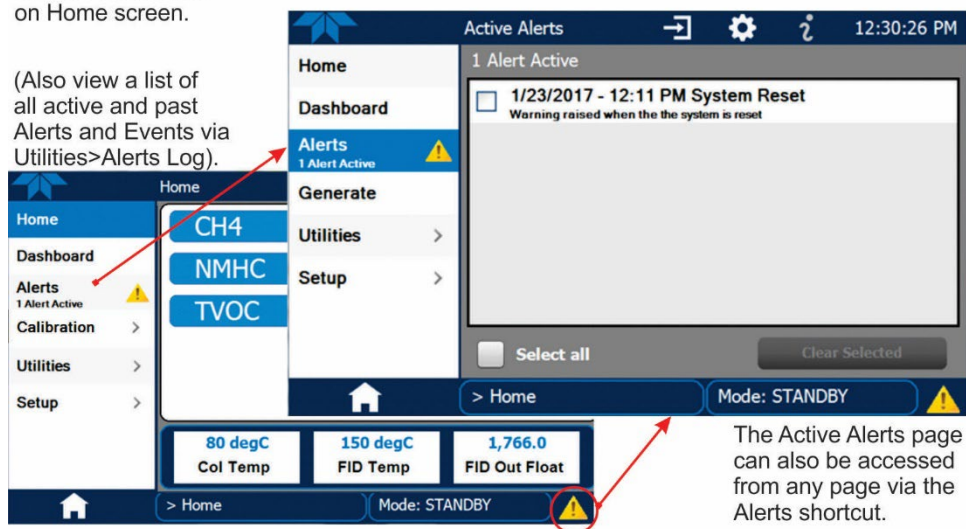 on Home screen.
(Also view a list of
all active and past
Alerts and Events via
Utilities>Alerts Log).
Active Alerts
12:30:26 PM
Home
Dashboard
Alerts
1 Alert Active
Generate
Utilities >
Setup >
1 Alert Active
1/23/2017 - 12:11 PM System Reset
Warning raised when the the system is reset
Select all
Clear Selected
> Home
Mode: STANDBY
Home
Home
Dashboard
Alerts
1 Alert Active
Calibration >
Utilities >
Setup >
CH4
NMHC
TVOC
80 degC
Col Temp
150 degC
FID Temp
1,766.0
FID Out Float
> Home
Mode: STANDBY
The Active Alerts page
can also be accessed
from any page via the
Alerts shortcut.